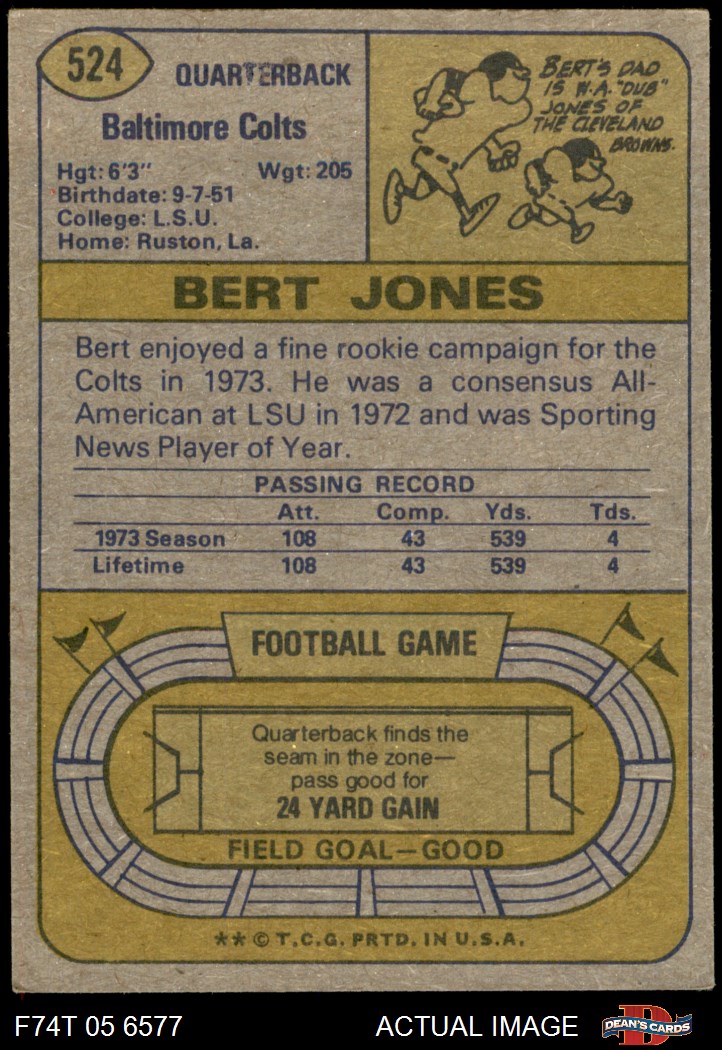 524
QUARTERBACK
Baltimore Colts
Hgt: 6'3" Wgt: 205
Birthdate: 9-7-51
College: L.S.U.
Home: Ruston, La.
BERT'S DAD
IS W.A. "DUB"
JONES OF
THE CLEVELAND
BROWNS.
BERT JONES
Bert enjoyed a fine rookie campaign for the
Colts in 1973. He was a consensus All-
American at LSU in 1972 and was Sporting
News Player of Year.
PASSING RECORD
Att. Comp. Yds. Tds.
1973 Season 108 43 539 4
Lifetime 108 43 539 4
FOOTBALL GAME
Quarterback finds the
seam in the zone—
pass good for
24 YARD GAIN
FIELD GOAL—GOOD
** © T.C.G. PRTD. IN U.S.A.
F74T 05 6577 ACTUAL IMAGE
D
DEAN'S CARDS